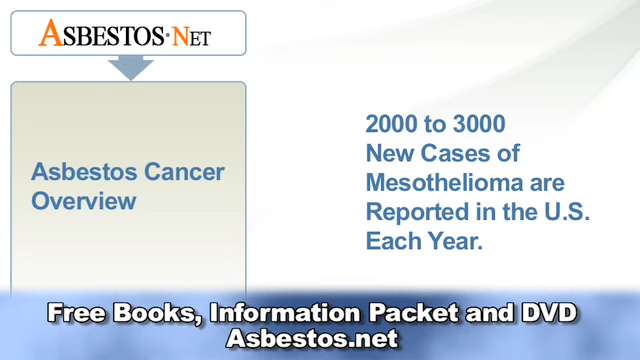 ASBESTOS·NET
Asbestos Cancer
Overview
2000 to 3000
New Cases of
Mesothelioma are
Reported in the U.S.
Each Year.
Free Books, Information Packet and DVD
Asbestos.net